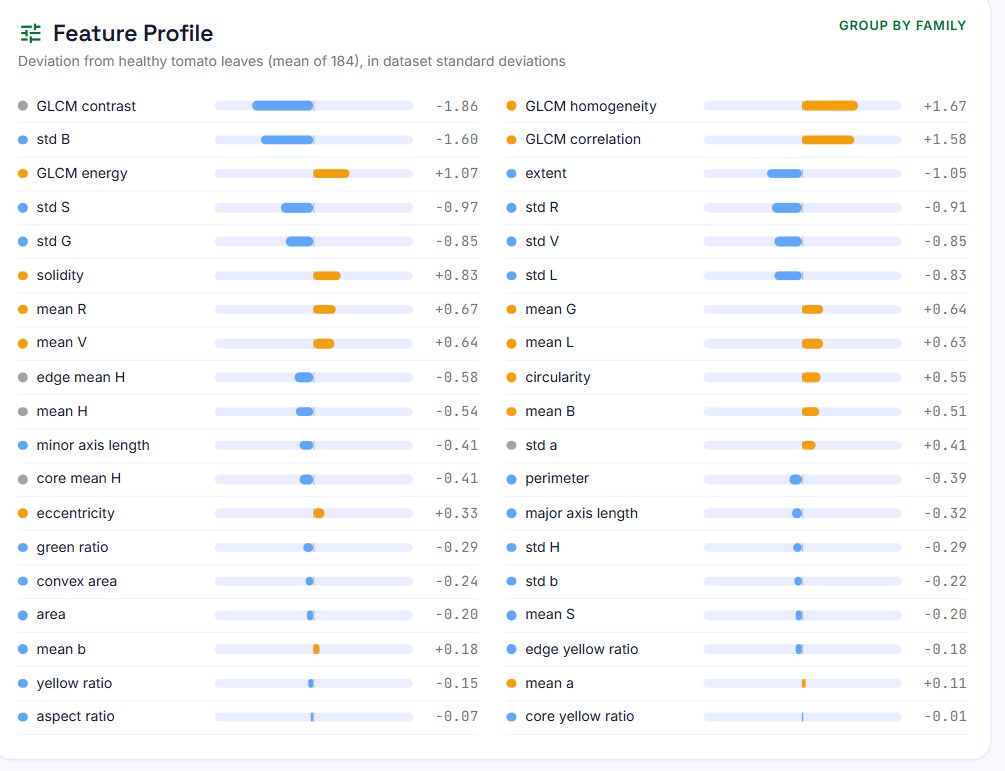 Feature Profile
GROUP BY FAMILY
Deviation from healthy tomato leaves (mean of 184), in dataset standard deviations
GLCM contrast -1.86 GLCM homogeneity +1.67
std B -1.60 GLCM correlation +1.58
GLCM energy +1.07 extent -1.05
std S -0.97 std R -0.91
std G -0.85 std V -0.85
solidity +0.83 std L -0.83
mean R +0.67 mean G +0.64
mean V +0.64 mean L +0.63
edge mean H -0.58 circularity +0.55
mean H -0.54 mean B +0.51
minor axis length -0.41 std a +0.41
core mean H -0.41 perimeter -0.39
eccentricity +0.33 major axis length -0.32
green ratio -0.29 std H -0.29
convex area -0.24 std b -0.22
area -0.20 mean S -0.20
mean b +0.18 edge yellow ratio -0.18
yellow ratio -0.15 mean a +0.11
aspect ratio -0.07 core yellow ratio -0.01